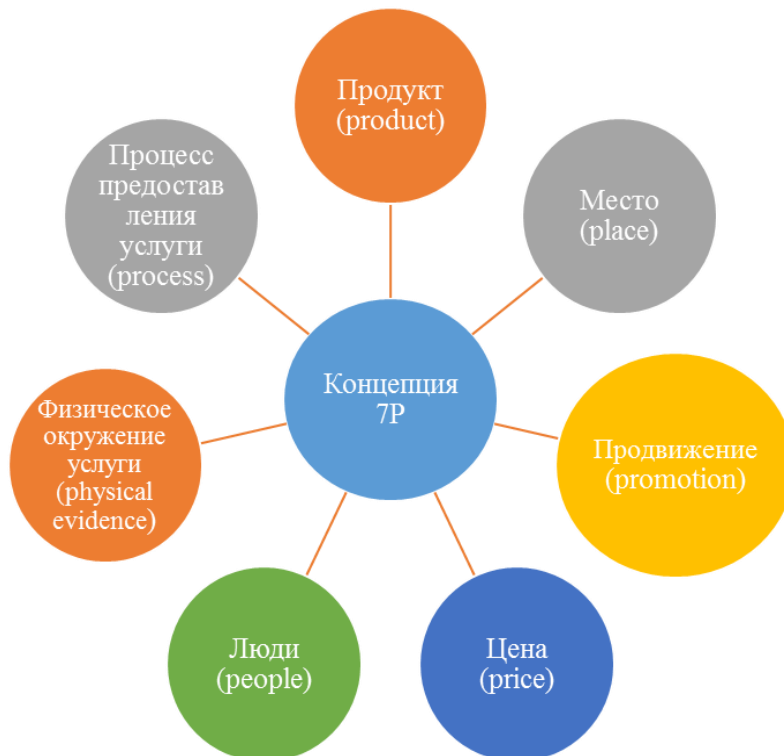 Продукт
(product)
Место
(place)
Продвижение
(promotion)
Цена
(price)
Люди
(people)
Физическое
окружение
услуги
(physical
evidence)
Процесс
предостав
ления
услуги
(process)
Концепция
7P